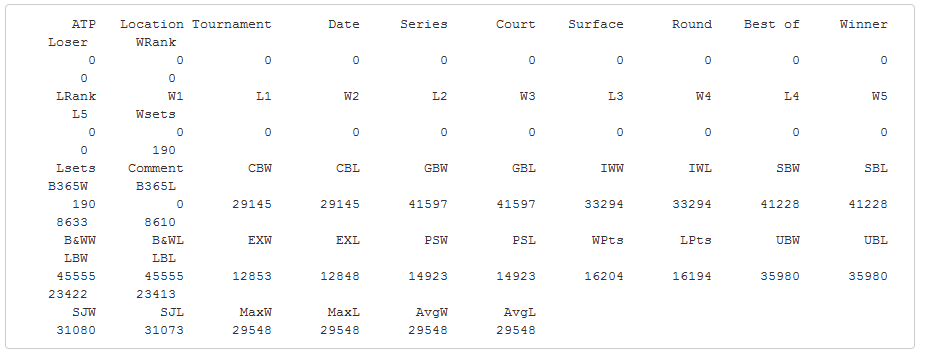 ATP Location Tournament Date Series Court Surface Round Best of Winner
Loser WRank
0 0 0 0 0 0 0 0 0 0
0 0
LRank W1 L1 W2 L2 W3 L3 W4 L4 W5
L5 Wsets
0 0 0 0 0 0 0 0 0 0
0 190
Lsets Comment CBW CBL GBW GBL IWW IWL SBW SBL
B365W B365L
190 0 29145 29145 41597 41597 33294 33294 41228 41228
8633 8610
B&WW B&WL EXW EXL PSW PSL WPts LPts UBW UBL
LBW LBL
45555 45555 12853 12848 14923 14923 16204 16194 35980 35980
23422 23413
SJW SJL MaxW MaxL AvgW AvgL
31080 31073 29548 29548 29548 29548